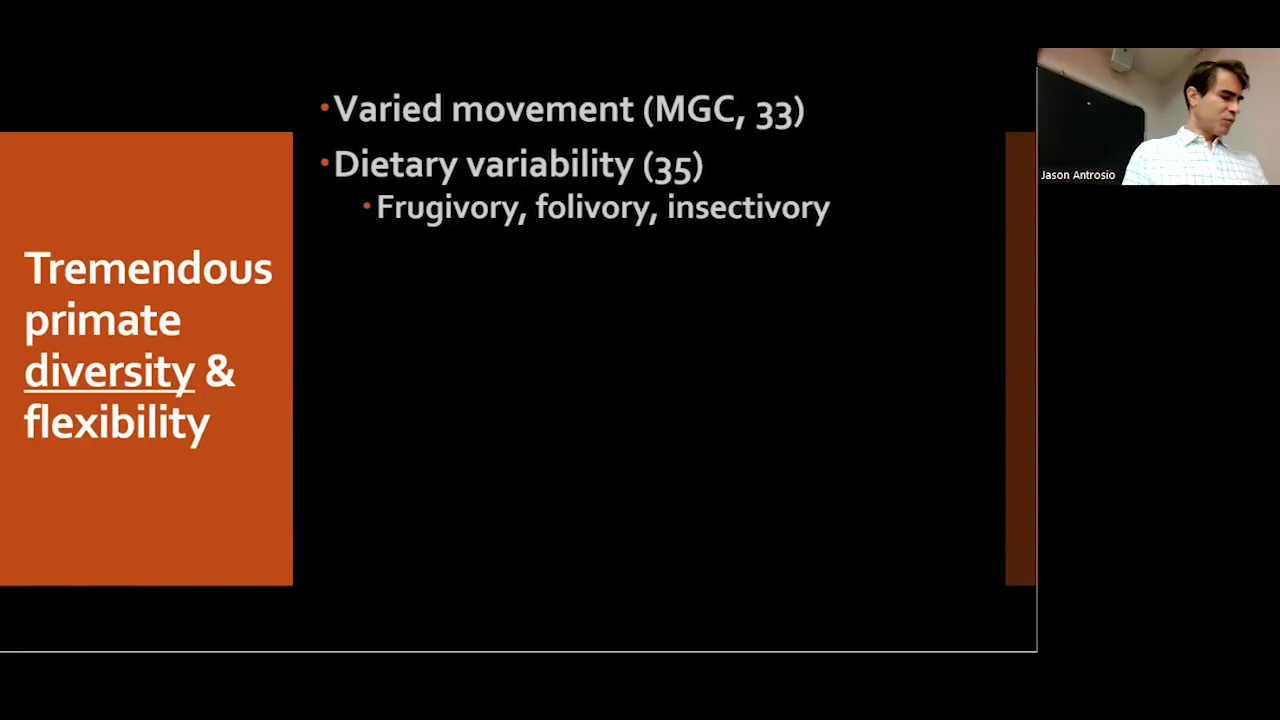 Tremendous
primate
diversity &
flexibility
•Varied movement (MGC, 33)
•Dietary variability (35)
•Frugivory, folivory, insectivory
Jason Antrosio